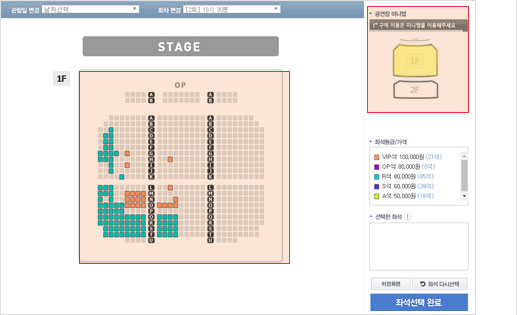 관람일 변경 날짜선택 회차 변경 [2회] 19시 30분
STAGE
1F
OP
A A
B B
A A
B B
C C
D D
E E
F F
G G
H H
I I
J J
K K
L L
M M
N N
O O
P P
Q Q
R R
S S
T T
U U
공연장 미니맵
구역 이동은 미니맵을 이용해주세요
1F
2F
좌석등급/가격
VIP석 100,000원 (21석)
OP석 80,000원 (0석)
R석 80,000원 (85석)
S석 60,000원 (39석)
A석 50,000원 (18석)
선택한 좌석
이전화면 좌석 다시선택
좌석선택 완료